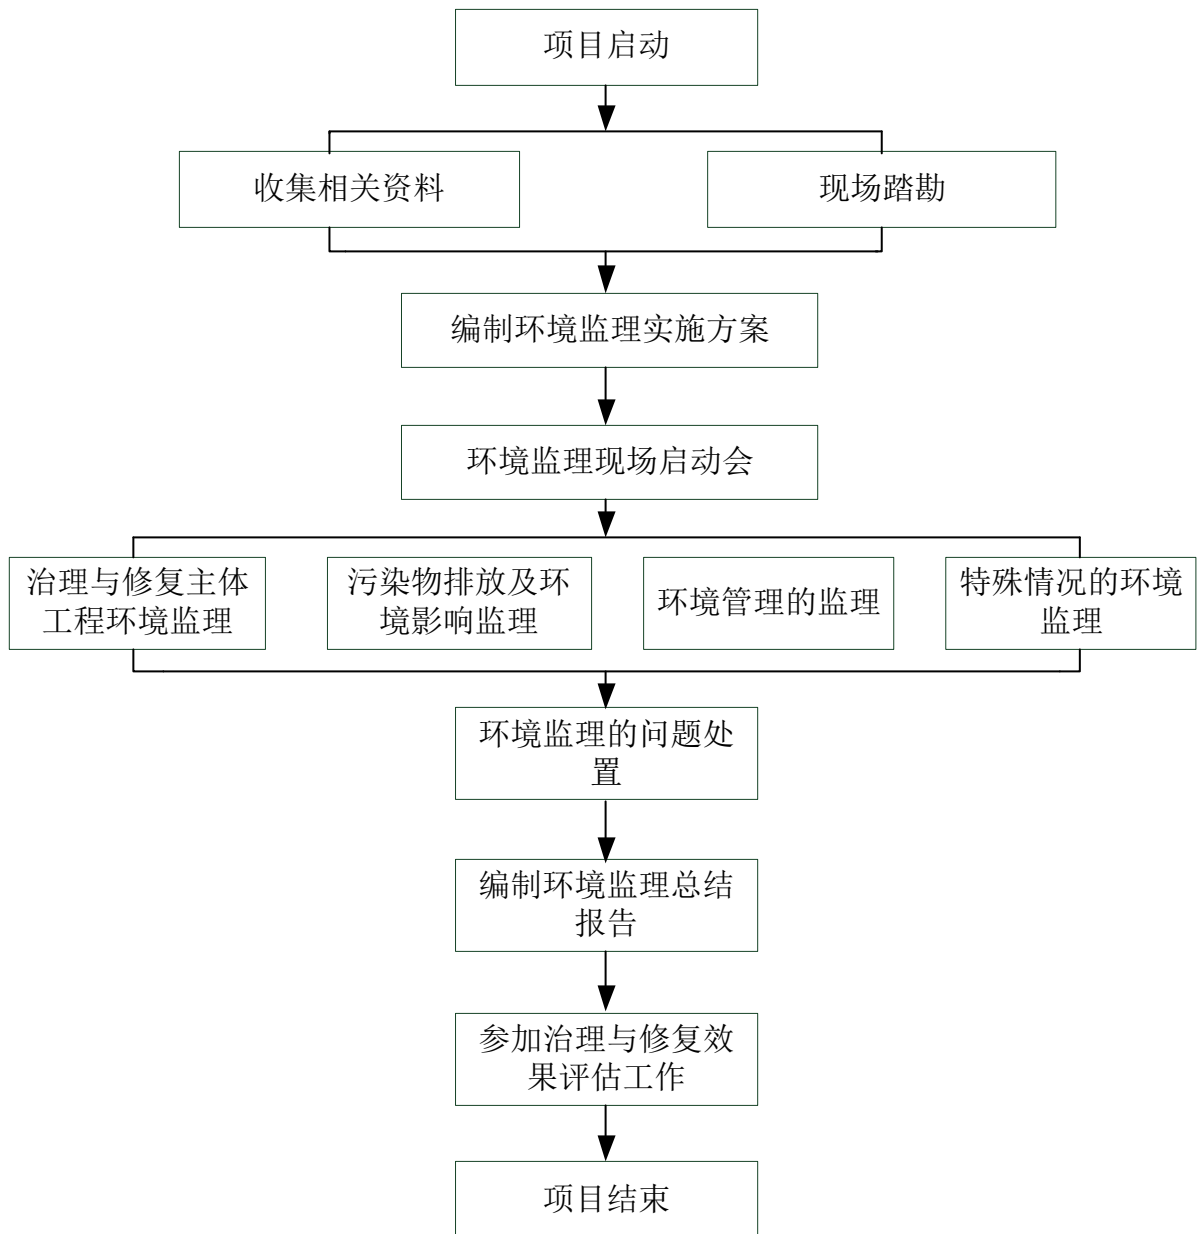 项目启动
收集相关资料
现场踏勘
编制环境监理实施方案
环境监理现场启动会
治理与修复主体
工程环境监理
污染物排放及环
境影响监理
环境管理的监理
特殊情况的环境
监理
环境监理的问题处
置
编制环境监理总结
报告
参加治理与修复效
果评估工作
项目结束